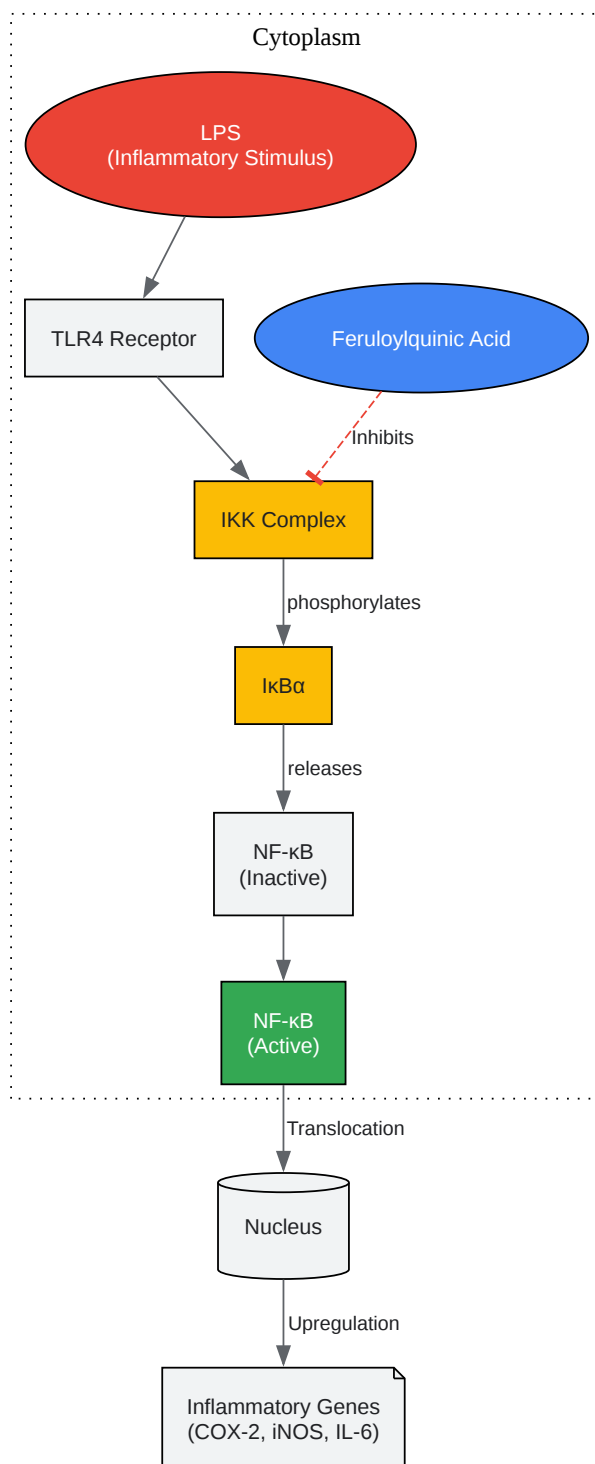 Cytoplasm
LPS
(Inflammatory Stimulus)
TLR4 Receptor
Feruloylquinic Acid
Inhibits
IKK Complex
phosphorylates
IκBα
releases
NF-κB
(Inactive)
NF-κB
(Active)
Translocation
Nucleus
Upregulation
Inflammatory Genes
(COX-2, iNOS, IL-6)